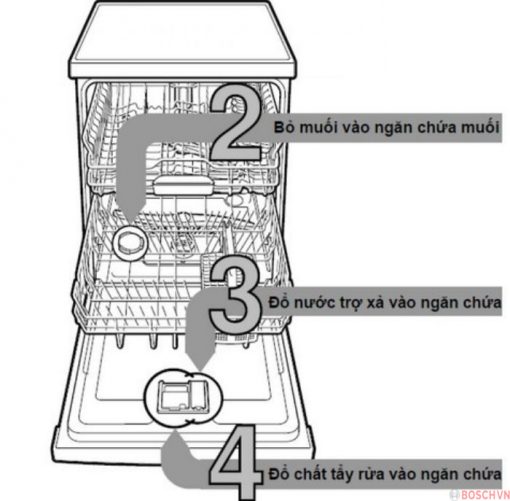 2
Bỏ muối vào ngăn chứa muối
3
Đổ nước trợ xả vào ngăn chứa
4
Đổ chất tẩy rửa vào ngăn chứa
BOSCHVN